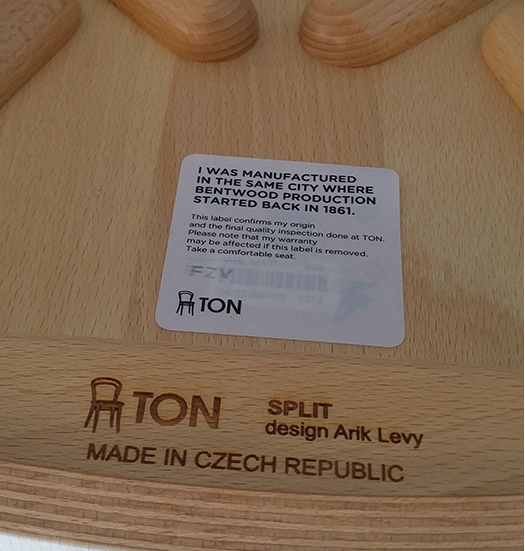 I WAS MANUFACTURED
IN THE SAME CITY WHERE
BENTWOOD PRODUCTION
STARTED BACK IN 1861.
This label confirms my origin
and the final quality inspection done at TON.
Please note that my warranty
may be affected if this label is removed.
Take a comfortable seat.
TON
TON
SPLIT
design Arik Levy
MADE IN CZECH REPUBLIC